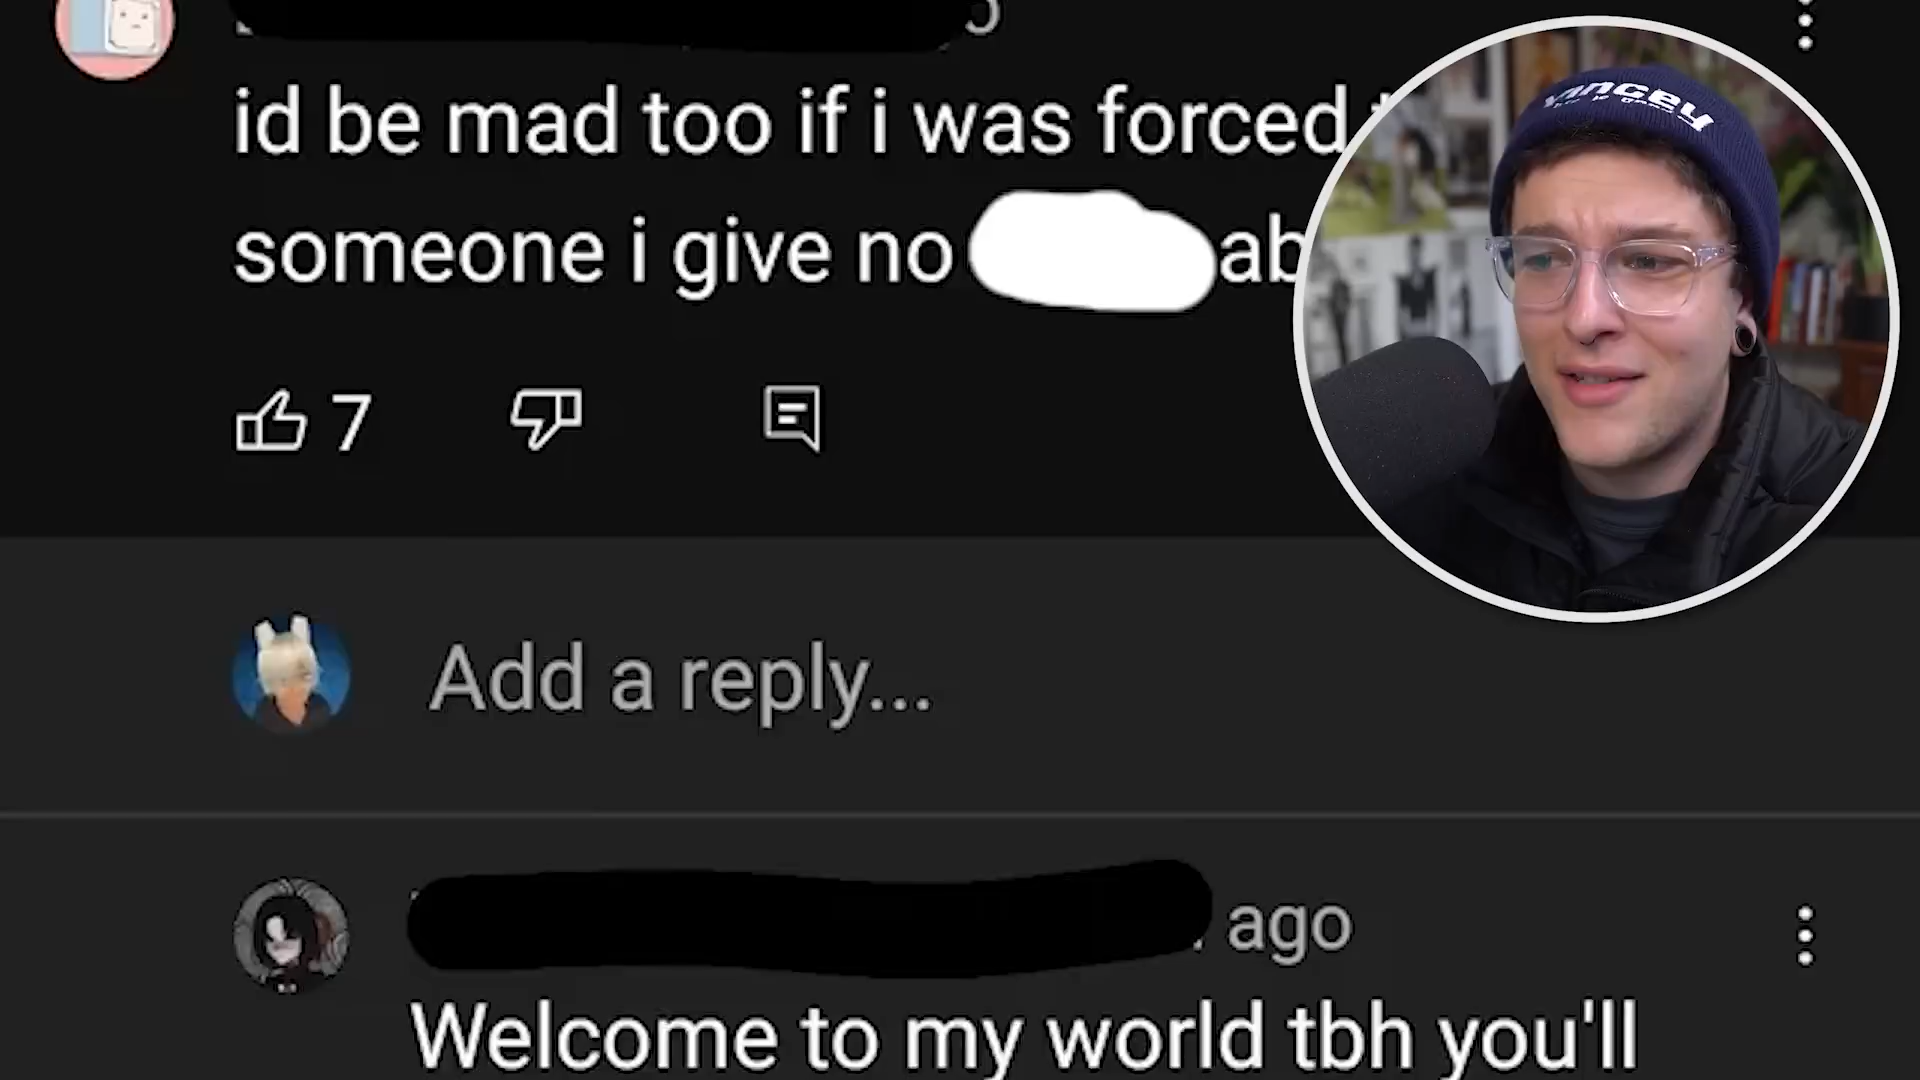 id be mad too if i was forced
someone i give no ab
7
Add a reply...
ago
Welcome to my world tbh you'll
yancey